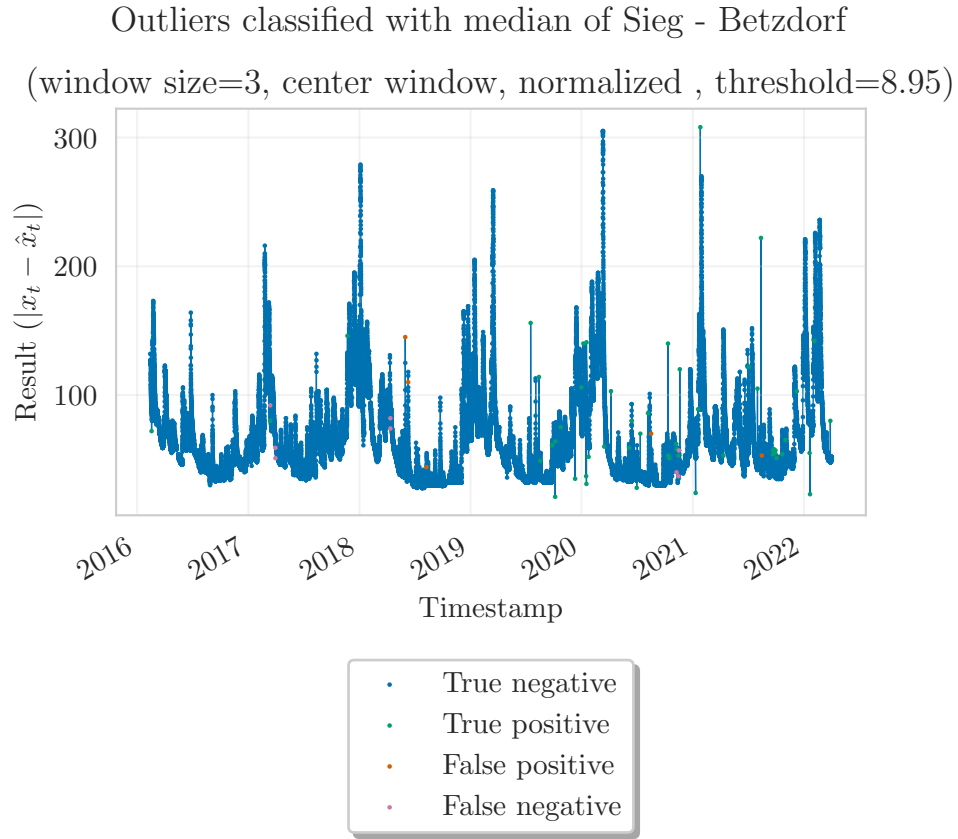 Outliers classified with median of Sieg - Betzdorf
(window size=3, center window, normalized , threshold=8.95)
300
200
100
Result (|x_t − x̂_t|)
2016
2017
2018
2019
2020
2021
2022
Timestamp
True negative
True positive
False positive
False negative